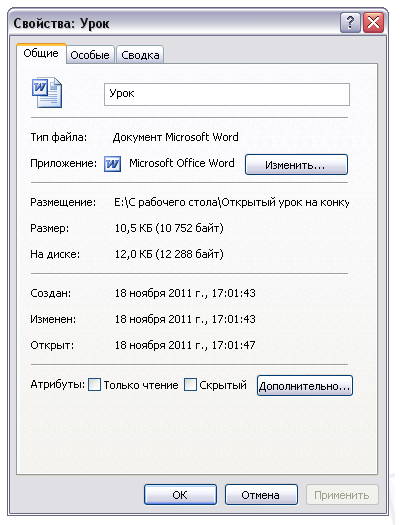 Свойства: Урок
Общие Особые Сводка
Урок
Тип файла: Документ Microsoft Word
Приложение: Microsoft Office Word Изменить...
Размещение: E:\С рабочего стола\Открытый урок на конку
Размер: 10,5 КБ (10 752 байт)
На диске: 12,0 КБ (12 288 байт)
Создан: 18 ноября 2011 г., 17:01:43
Изменен: 18 ноября 2011 г., 17:01:43
Открыт: 18 ноября 2011 г., 17:01:47
Атрибуты: Только чтение Скрытый Дополнительно...
ОК Отмена Применить